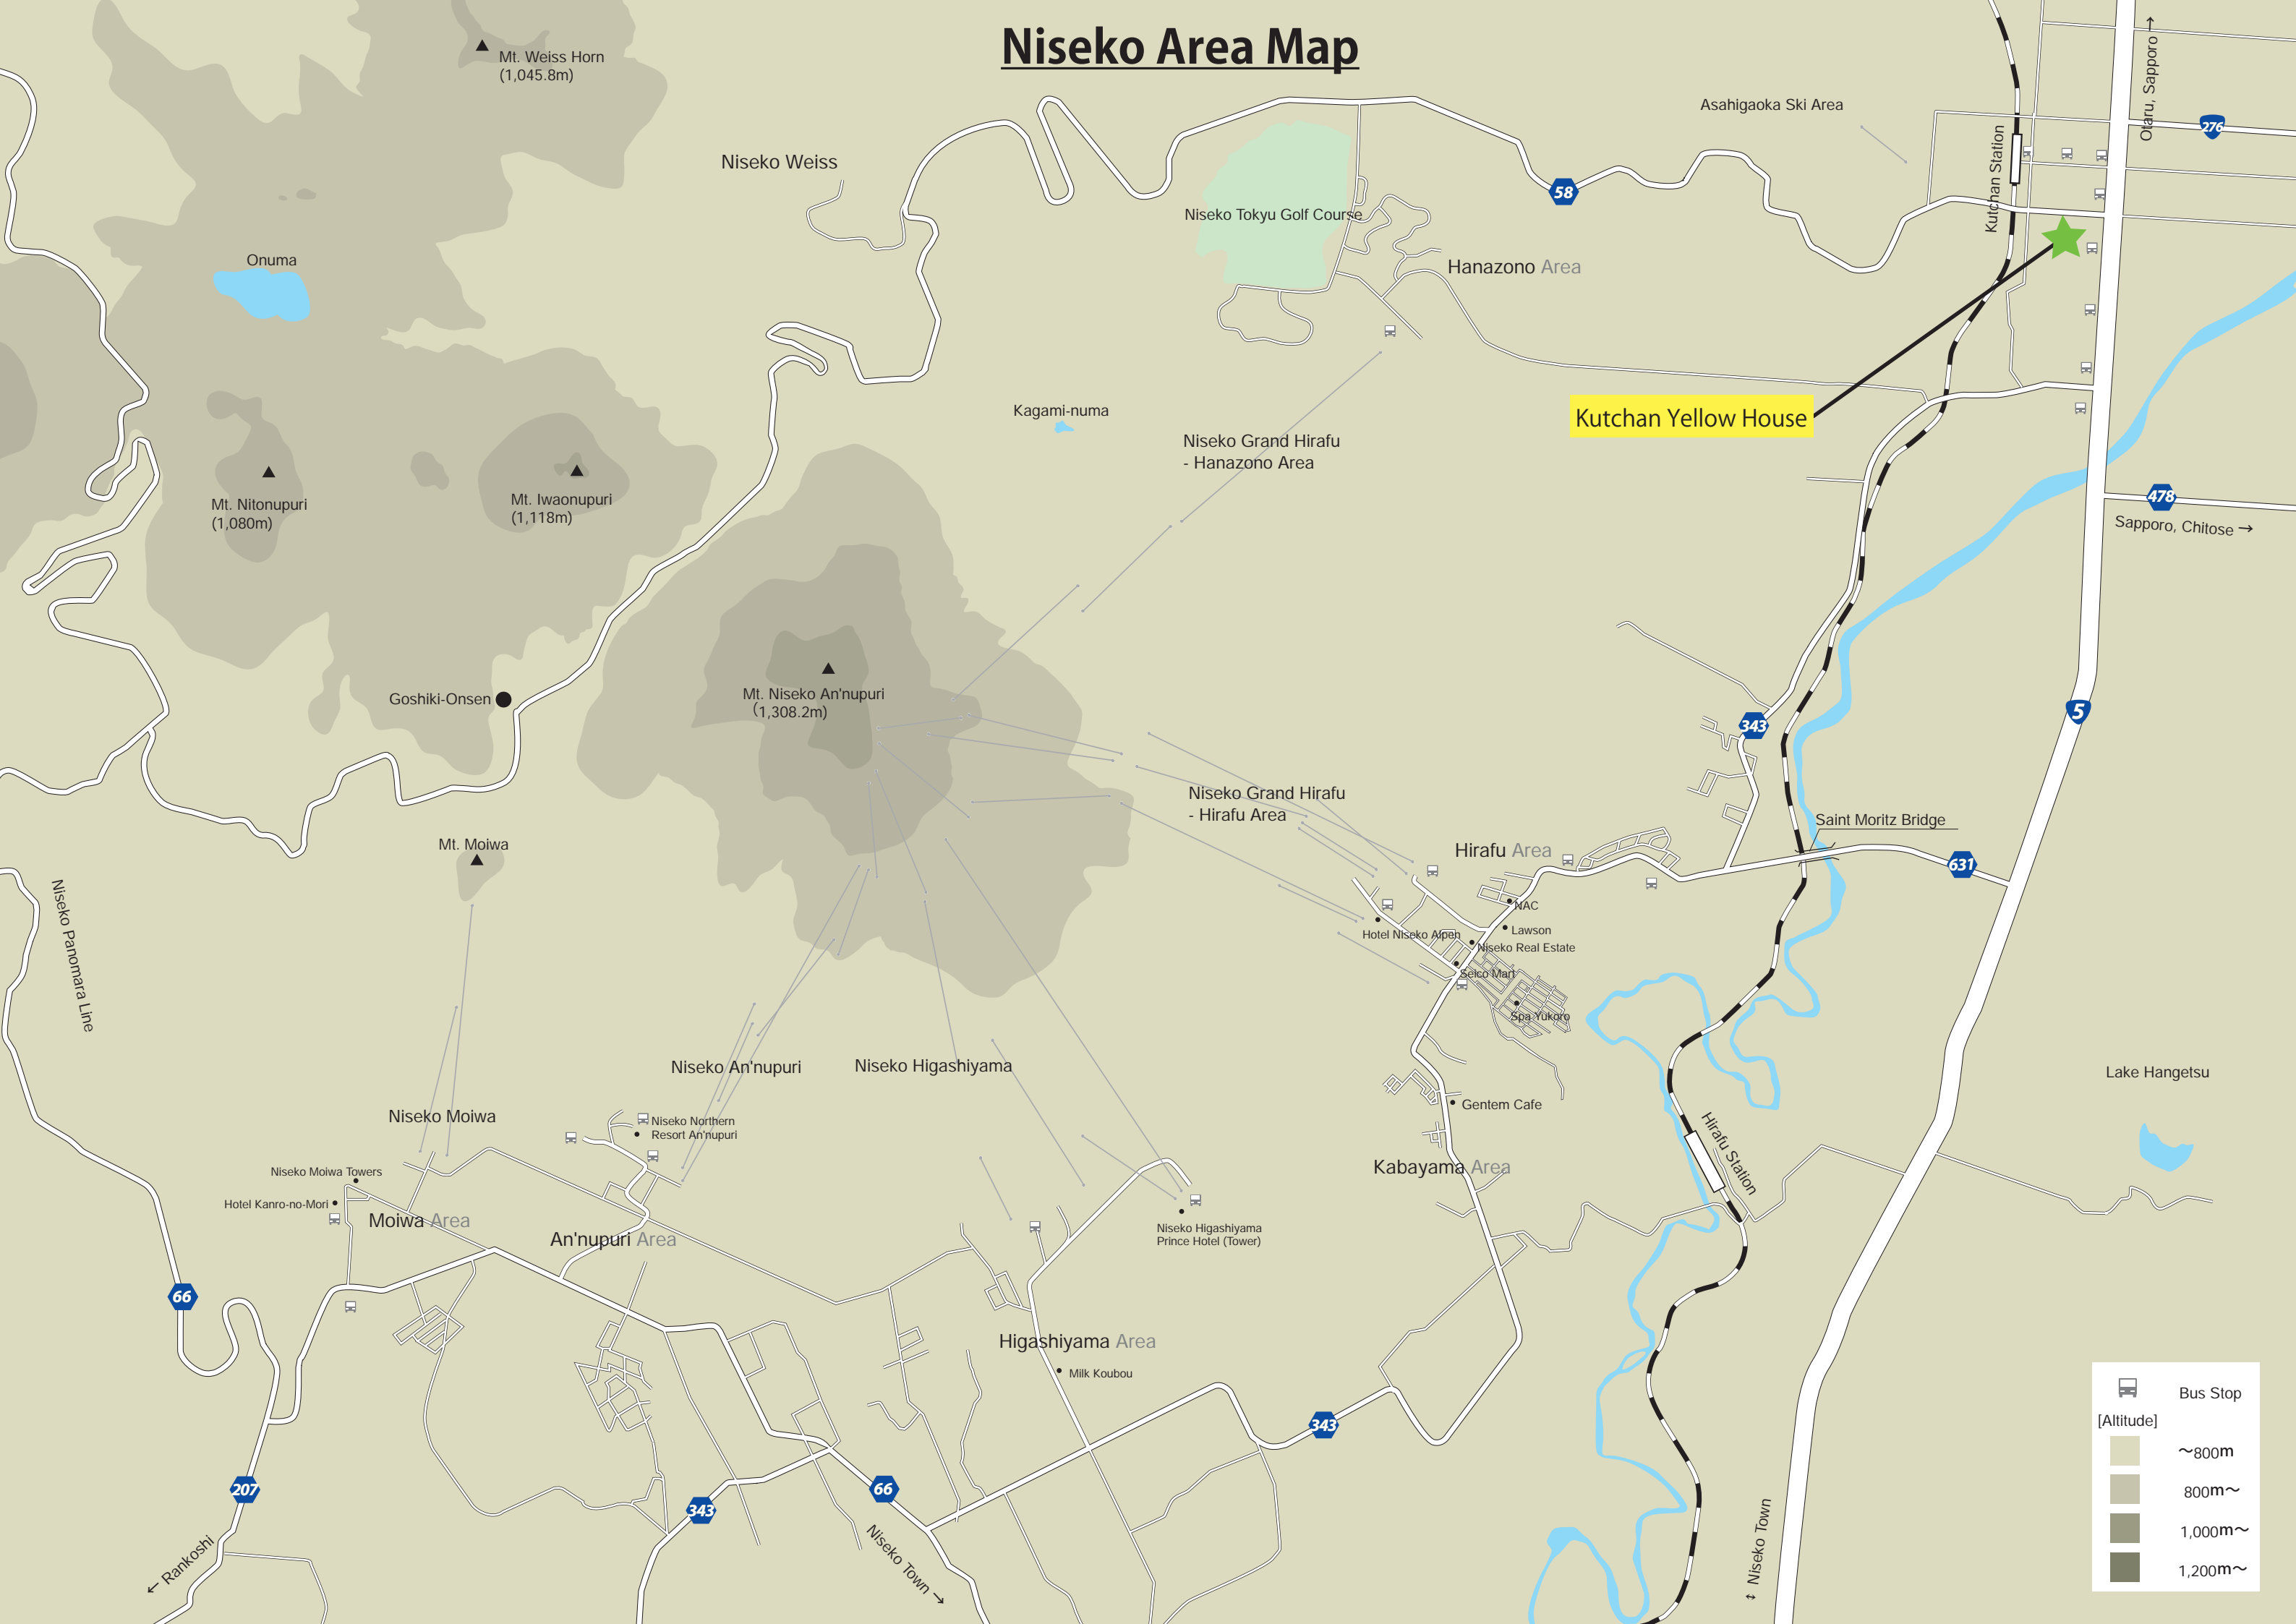 Niseko Area Map
Mt. Weiss Horn
(1,045.8m)
Asahigaoka Ski Area
Otaru, Sapporo →
276
Kutchan Station
Niseko Weiss
58
Niseko Tokyu Golf Course
Onuma
Hanazono Area
Kutchan Yellow House
Kagami-numa
Niseko Grand Hirafu
- Hanazono Area
Mt. Nitonupuri
(1,080m)
Mt. Iwaonupuri
(1,118m)
478
Sapporo, Chitose →
Goshiki-Onsen
Mt. Niseko An'nupuri
(1,308.2m)
343
5
Niseko Grand Hirafu
- Hirafu Area
Saint Moritz Bridge
Mt. Moiwa
Hirafu Area
631
Niseko Panomara Line
NAC
Hotel Niseko Alpen
Lawson
Niseko Real Estate
Seico Mart
Spa Yukoro
Niseko An'nupuri
Niseko Higashiyama
Lake Hangetsu
Niseko Moiwa
Niseko Northern
Resort An'nupuri
Gentem Cafe
Hirafu Station
Kabayama Area
Niseko Moiwa Towers
Hotel Kanro-no-Mori
Moiwa Area
An'nupuri Area
Niseko Higashiyama
Prince Hotel (Tower)
66
Higashiyama Area
Milk Koubou
343
207
343
66
← Rankoshi
Niseko Town →
← Niseko Town
Bus Stop
[Altitude]
～800m
800m～
1,000m～
1,200m～